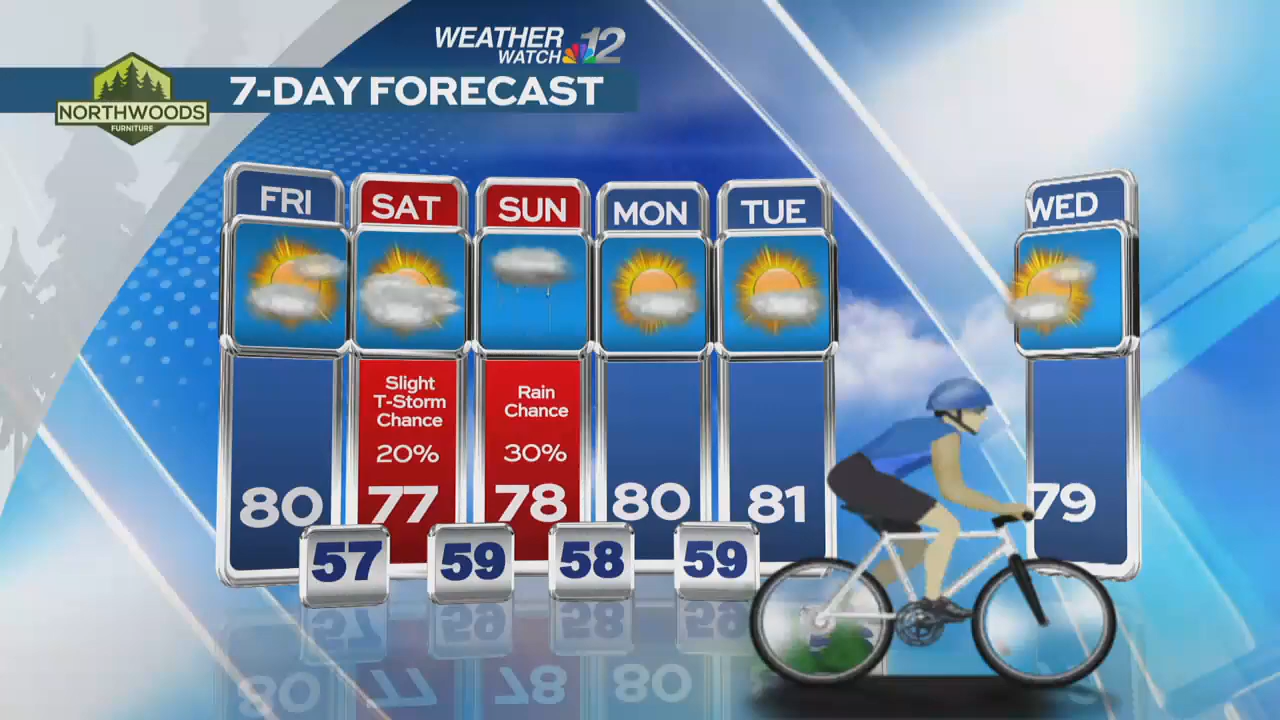 WEATHER
WATCH 12
NORTHWOODS
FURNITURE
7-DAY FORECAST
FRI
SAT
SUN
MON
TUE
WED
Slight
T-Storm
Chance
20%
Rain
Chance
30%
80
77
78
80
81
79
57
59
58
59